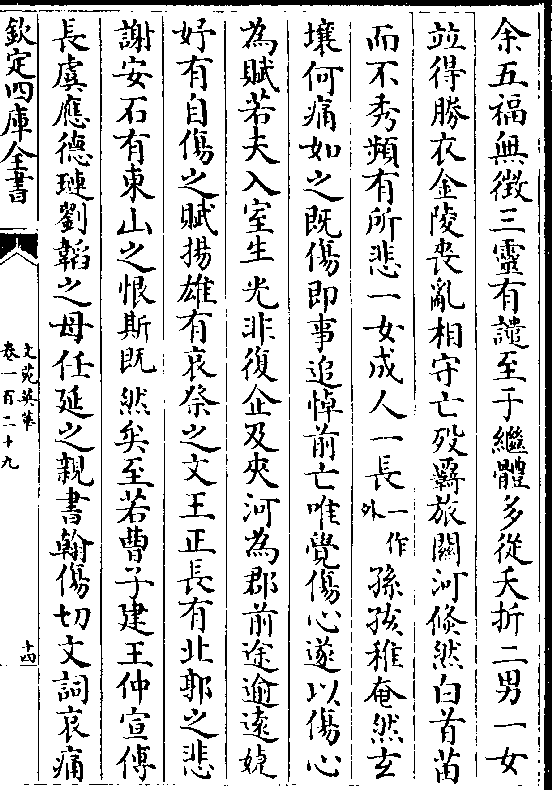 余五福無徴三靈有譴至于繼體多從夭折二男一女
竝得勝衣金陵喪亂相守亡歿羇旅關河倏然白首苗
而不秀頻有所悲一女成人一長一作外孫孩稚奄然玄
壤何痛如之既傷即事追悼前亡唯覺傷心遂以傷心
為賦若夫入室生光非復企及夾河為郡前途逾遠婕
妤有自傷之賦揚雄有哀祭之文王正長有北郭之悲
謝安石有東山之恨斯既然矣至若曹子建王仲宣傅
長虞應德璉劉韜之母任延之親書翰傷切文詞哀痛
欽定四庫全書
文苑英華
卷一百二十九
十四